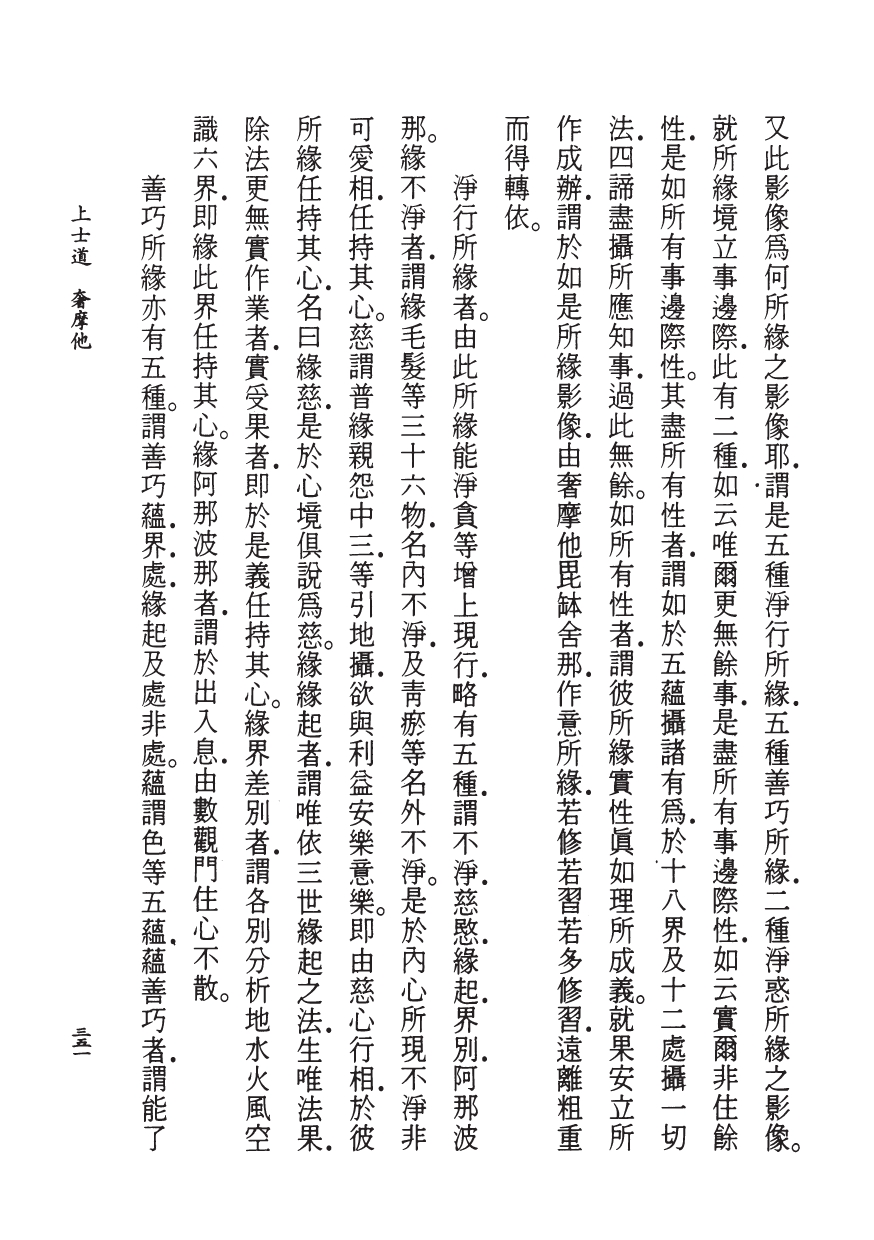 又此影像爲何所緣之影像耶．謂是五種淨行所緣．五種善巧所緣．二種淨惑所緣之影像。
就所緣境立事邊際．此有二種．如云唯爾更無餘事．是盡所有事邊際性．如云實爾非住餘
性．是如所有事邊際性。其盡所有性者．謂如於五蘊攝諸有爲．於十八界及十二處攝一切
法．四諦盡攝所應知事．過此無餘。如所有性者．謂彼所緣實性眞如理所成義。就果安立所
作成辦．謂於如是所緣影像．由奢摩他毘缽舍那．作意所緣．若修若習若多修習．遠離粗重
而得轉依。
淨行所緣者。由此所緣能淨貪等增上現行．略有五種．謂不淨．慈愍．緣起．界別．阿那波
那。緣不淨者．謂緣毛髮等三十六物．名內不淨．及靑瘀等名外不淨。是於內心所現不淨非
可愛相．任持其心。慈謂普緣親怨中三．等引地攝．欲與利益安樂意樂。即由慈心行相．於彼
所緣任持其心．名曰緣慈．是於心境俱說爲慈。緣緣起者．謂唯依三世緣起之法．生唯法果．
除法更無實作業者．實受果者．即於是義任持其心。緣界差別者．謂各別分析地水火風空
識六界．即緣此界任持其心。緣阿那波那者．謂於出入息．由數觀門住心不散。
善巧所緣亦有五種。謂善巧蘊．界．處．緣起及處非處。蘊謂色等五蘊．蘊善巧者．謂能了
上士道　奢摩他
三五一